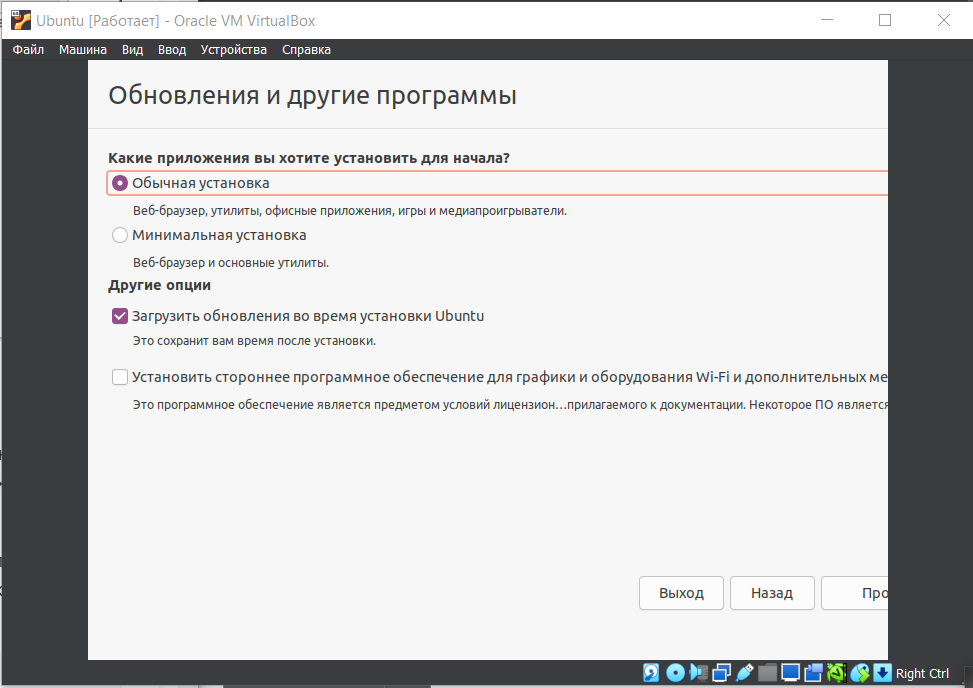 Ubuntu [Работает] - Oracle VM VirtualBox
Файл Машина Вид Ввод Устройства Справка
Обновления и другие программы
Какие приложения вы хотите установить для начала?
Обычная установка
Веб-браузер, утилиты, офисные приложения, игры и медиапроигрыватели.
Минимальная установка
Веб-браузер и основные утилиты.
Другие опции
Загрузить обновления во время установки Ubuntu
Это сохранит вам время после установки.
Установить стороннее программное обеспечение для графики и оборудования Wi-Fi и дополнительных ме
Это программное обеспечение является предметом условий лицензион…прилагаемого к документации. Некоторое ПО является
Выход Назад Про
Right Ctrl